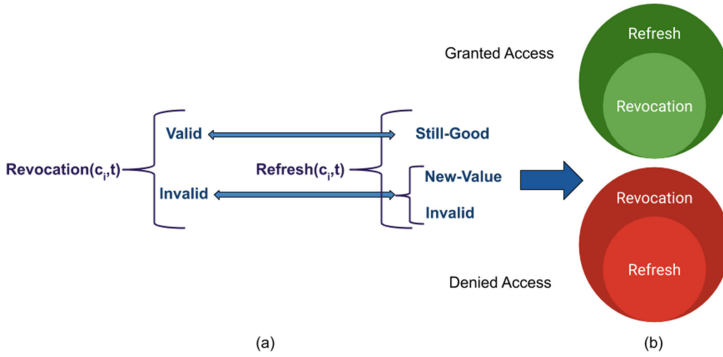 Refresh
Granted Access
Revocation
Valid
Still-Good
Revocation(ci,t)
Refresh(ci,t)
New-Value
Invalid
Invalid
Revocation
Refresh
Denied Access
(a)
(b)